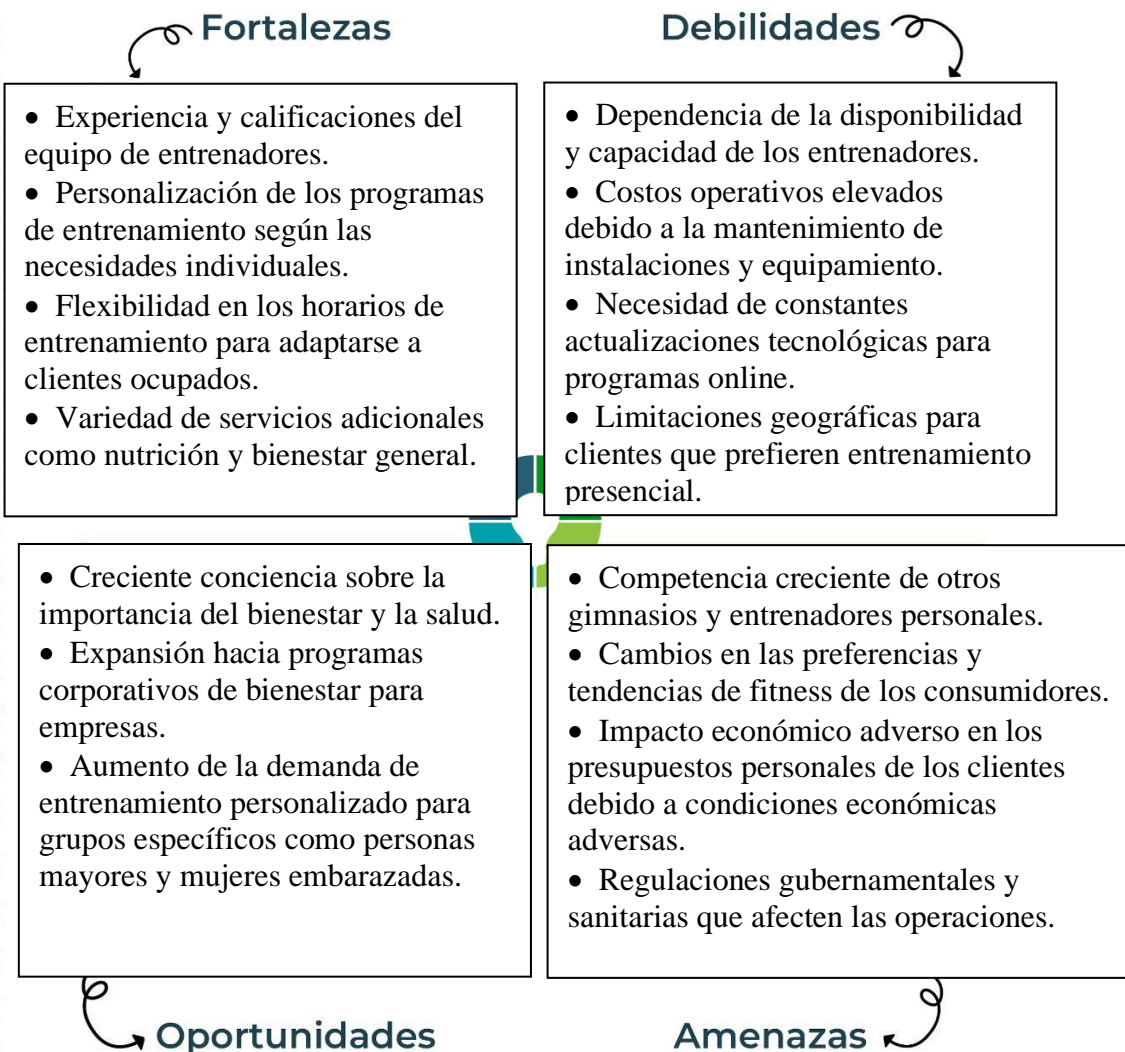 Fortalezas
• Experiencia y calificaciones del
equipo de entrenadores.
• Personalización de los programas
de entrenamiento según las
necesidades individuales.
• Flexibilidad en los horarios de
entrenamiento para adaptarse a
clientes ocupados.
• Variedad de servicios adicionales
como nutrición y bienestar general.
Debilidades
• Dependencia de la disponibilidad
y capacidad de los entrenadores.
• Costos operativos elevados
debido a la mantenimiento de
instalaciones y equipamiento.
• Necesidad de constantes
actualizaciones tecnológicas para
programas online.
• Limitaciones geográficas para
clientes que prefieren entrenamiento
presencial.
• Creciente conciencia sobre la
importancia del bienestar y la salud.
• Expansión hacia programas
corporativos de bienestar para
empresas.
• Aumento de la demanda de
entrenamiento personalizado para
grupos específicos como personas
mayores y mujeres embarazadas.
Oportunidades
• Competencia creciente de otros
gimnasios y entrenadores personales.
• Cambios en las preferencias y
tendencias de fitness de los consumidores.
• Impacto económico adverso en los
presupuestos personales de los clientes
debido a condiciones económicas
adversas.
• Regulaciones gubernamentales y
sanitarias que afecten las operaciones.
Amenazas